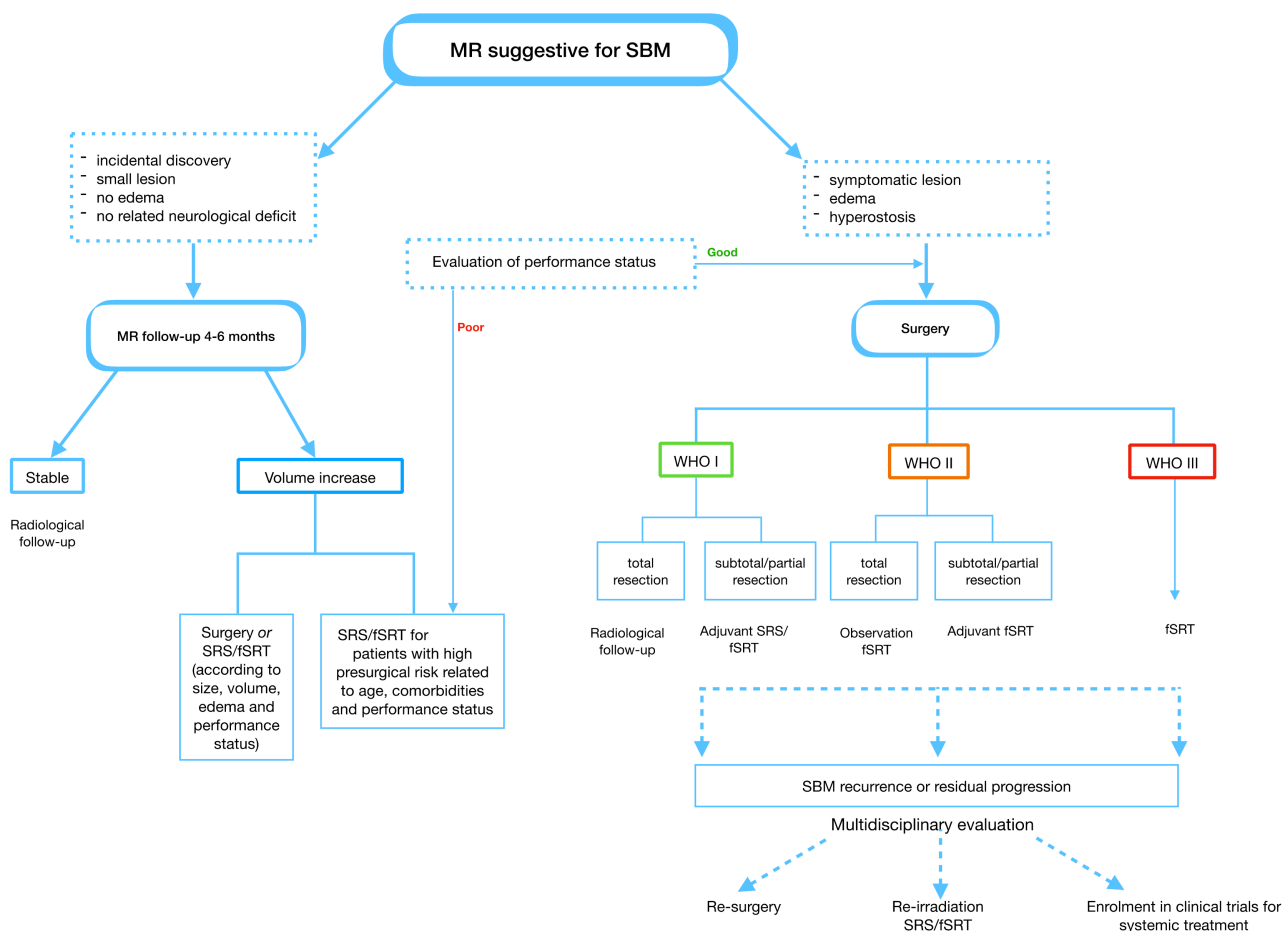 MR suggestive for SBM
- incidental discovery
- small lesion
- no edema
- no related neurological deficit
- symptomatic lesion
- edema
- hyperostosis
Evaluation of performance status
Good
Poor
MR follow-up 4-6 months
Surgery
Stable
Radiological
follow-up
Volume increase
Surgery or
SRS/fSRT
(according to
size, volume,
edema and
performance
status)
SRS/fSRT for
patients with high
presurgical risk related
to age, comorbidities
and performance status
WHO I
WHO II
WHO III
total
resection
subtotal/partial
resection
total
resection
subtotal/partial
resection
Radiological
follow-up
Adjuvant SRS/
fSRT
Observation
fSRT
Adjuvant fSRT
fSRT
SBM recurrence or residual progression
Multidisciplinary evaluation
Re-surgery
Re-irradiation
SRS/fSRT
Enrolment in clinical trials for
systemic treatment